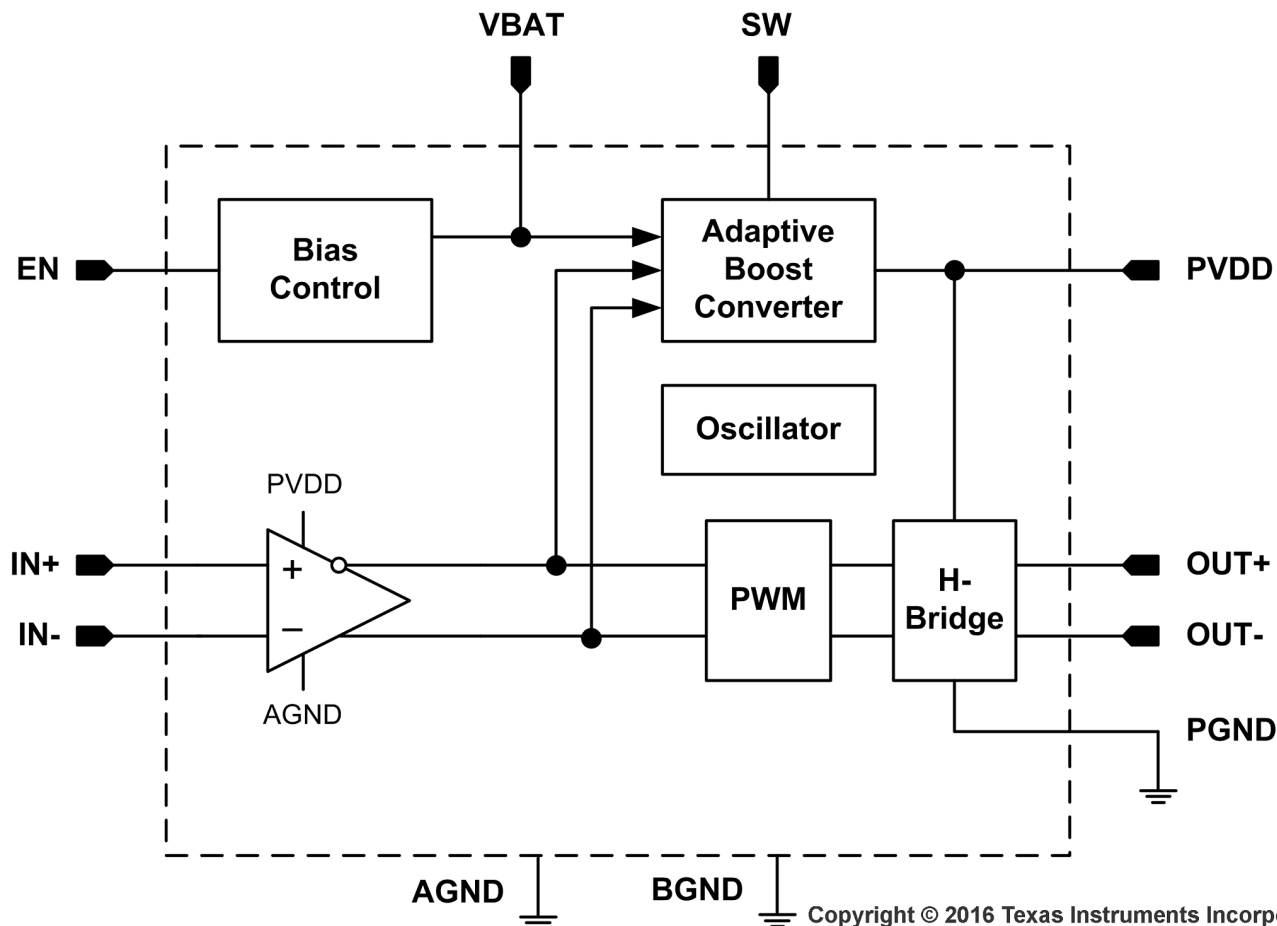 VBAT
SW
Bias
Control
Adaptive
Boost
Converter
EN
PVDD
Oscillator
PVDD
IN+
+
PWM
H-
Bridge
OUT+
IN-
−
OUT-
AGND
PGND
AGND
BGND
Copyright © 2016 Texas Instruments Incorpo